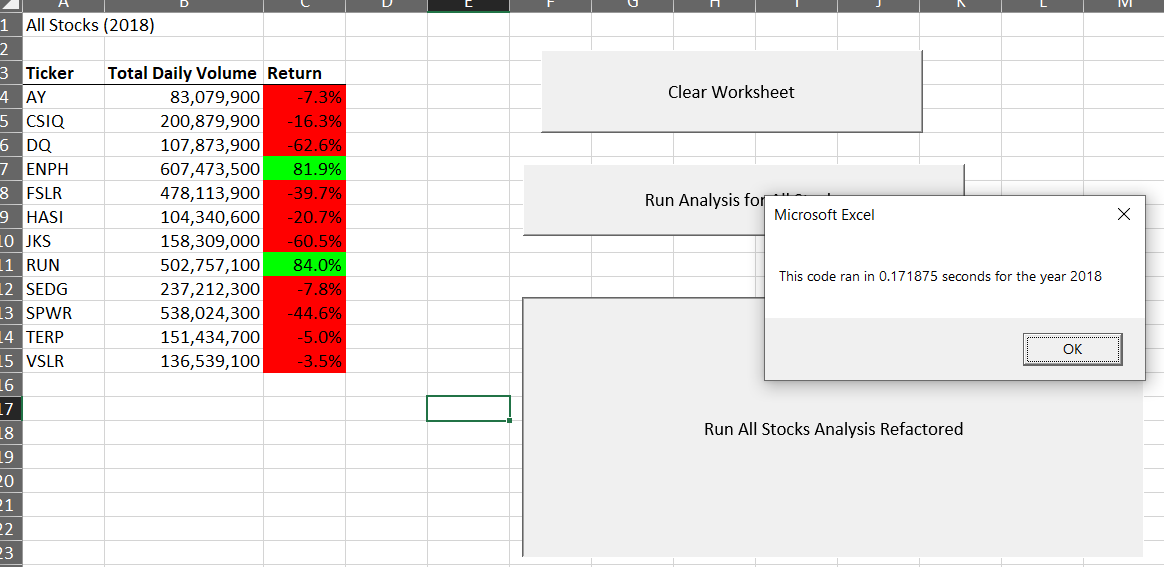 A B C D E F G H I J K L M
1 All Stocks (2018)
2
3 Ticker Total Daily Volume Return
4 AY 83,079,900 -7.3%
5 CSIQ 200,879,900 -16.3%
6 DQ 107,873,900 -62.6%
7 ENPH 607,473,500 81.9%
8 FSLR 478,113,900 -39.7%
9 HASI 104,340,600 -20.7%
10 JKS 158,309,000 -60.5%
11 RUN 502,757,100 84.0%
12 SEDG 237,212,300 -7.8%
13 SPWR 538,024,300 -44.6%
14 TERP 151,434,700 -5.0%
15 VSLR 136,539,100 -3.5%
16
17
18
19
20
21
22
23
Clear Worksheet
Run Analysis for All Stocks
Microsoft Excel
This code ran in 0.171875 seconds for the year 2018
OK
Run All Stocks Analysis Refactored